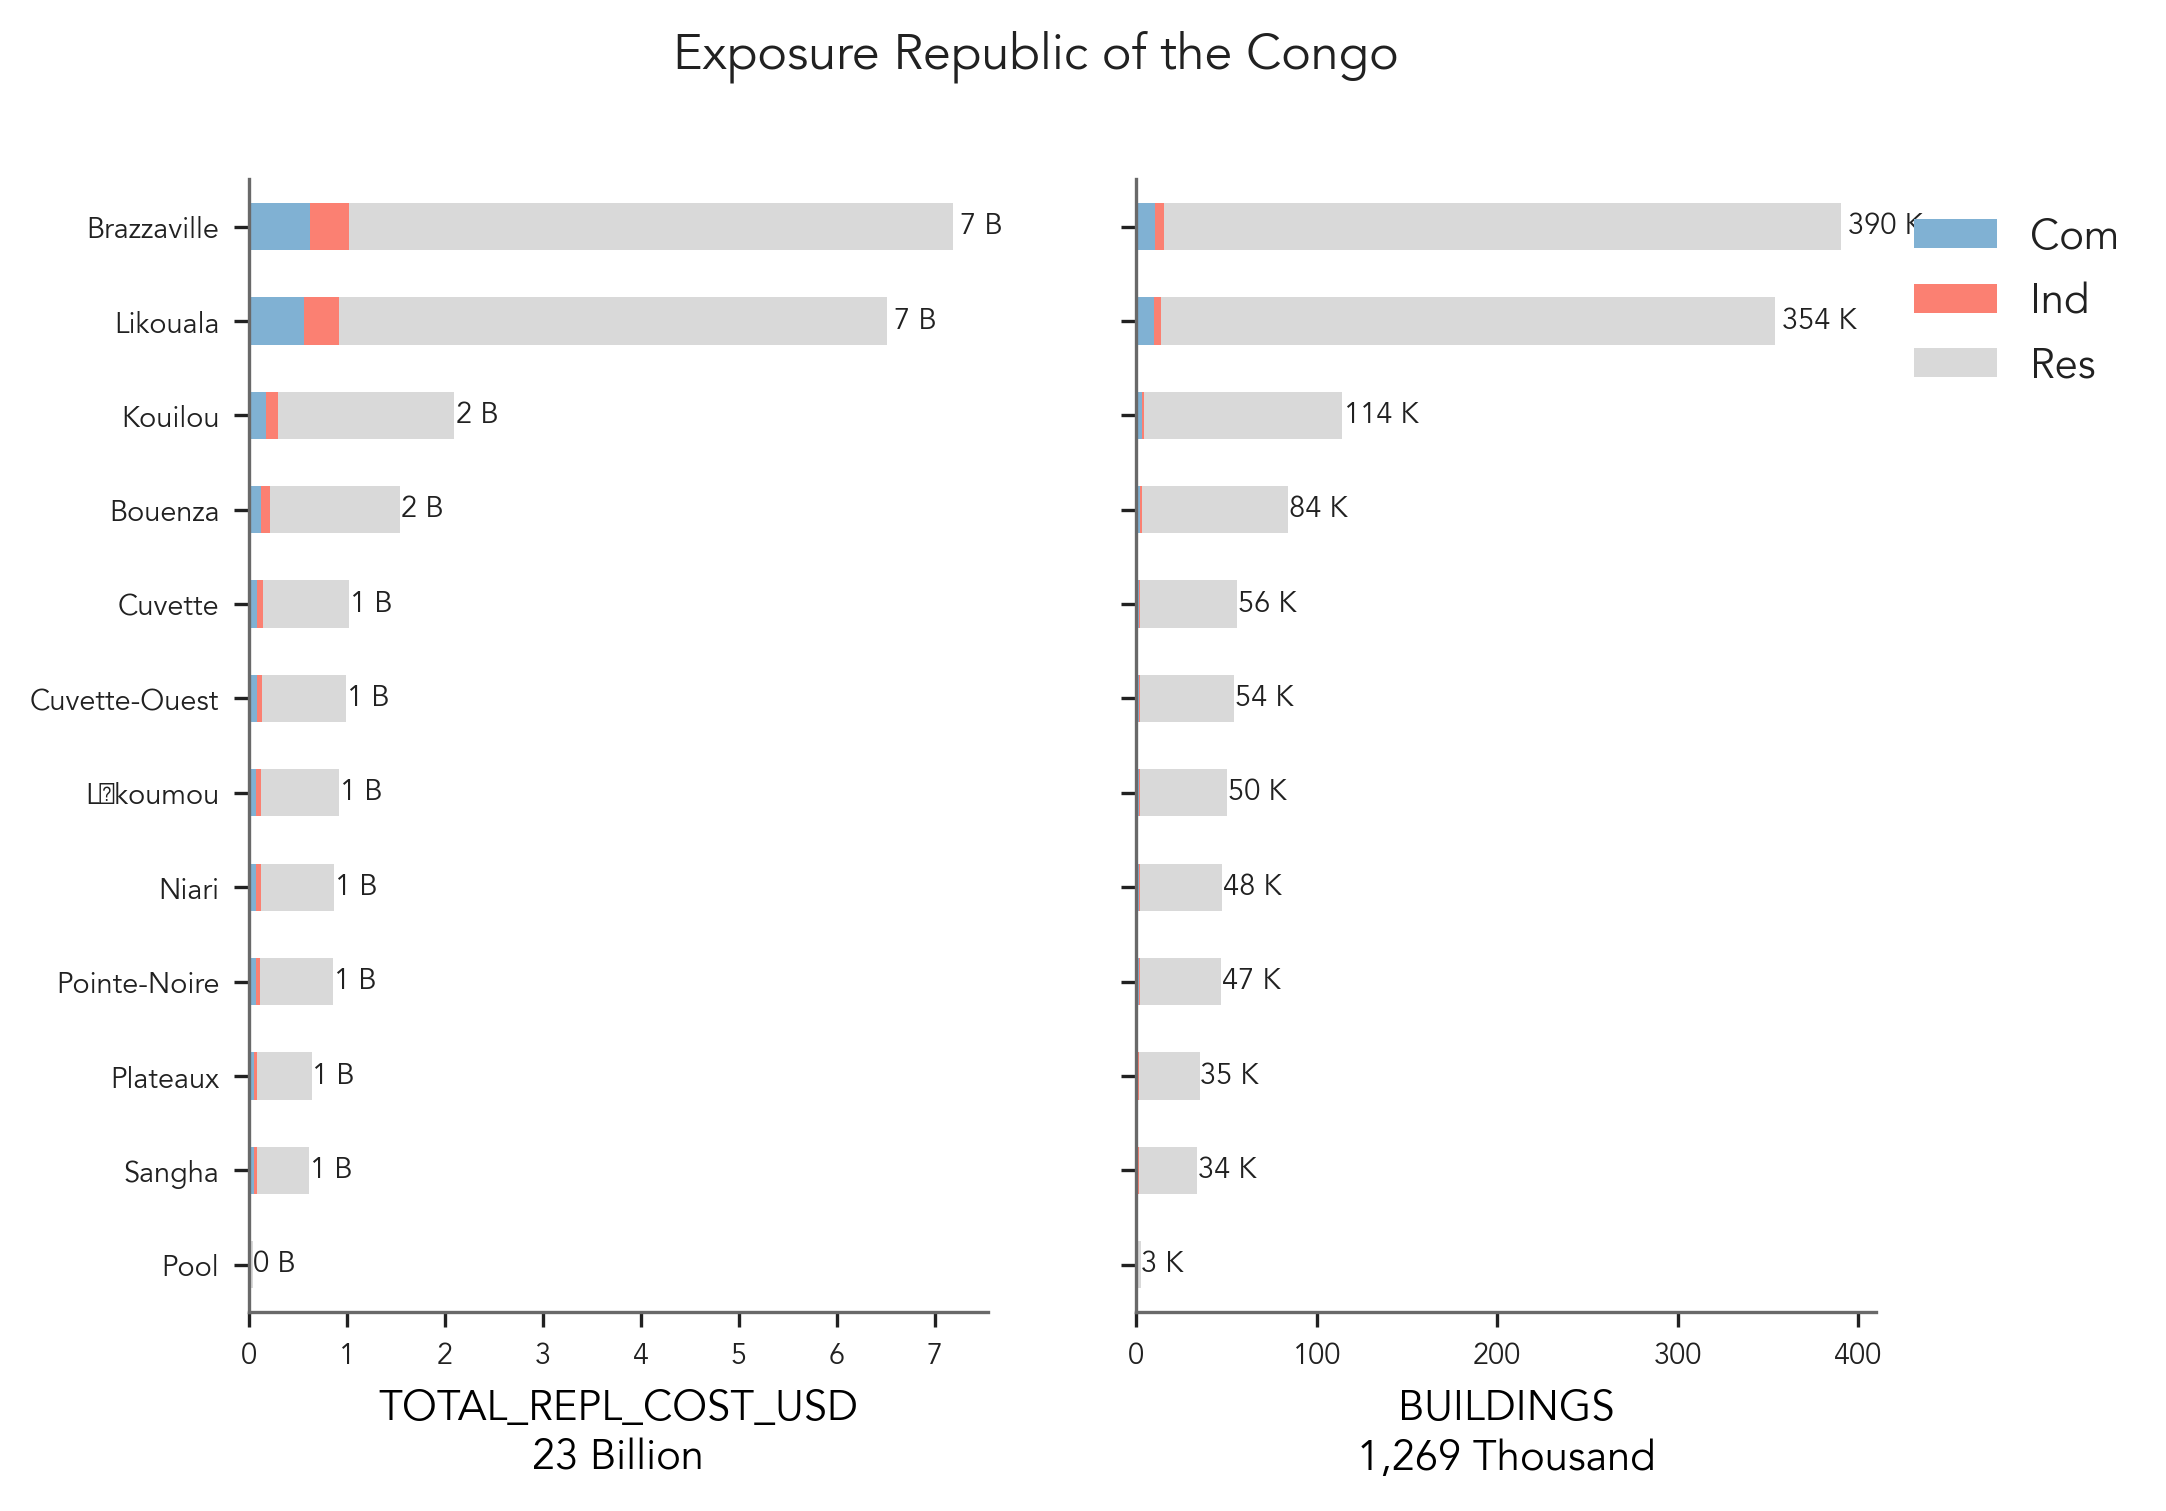 Exposure Republic of the Congo
Brazzaville
Likouala
Kouilou
Bouenza
Cuvette
Cuvette-Ouest
L�koumou
Niari
Pointe-Noire
Plateaux
Sangha
Pool
7 B
7 B
2 B
2 B
1 B
1 B
1 B
1 B
1 B
1 B
1 B
0 B
0 1 2 3 4 5 6 7
TOTAL_REPL_COST_USD
23 Billion
390 K
354 K
114 K
84 K
56 K
54 K
50 K
48 K
47 K
35 K
34 K
3 K
0 100 200 300 400
BUILDINGS
1,269 Thousand
Com
Ind
Res